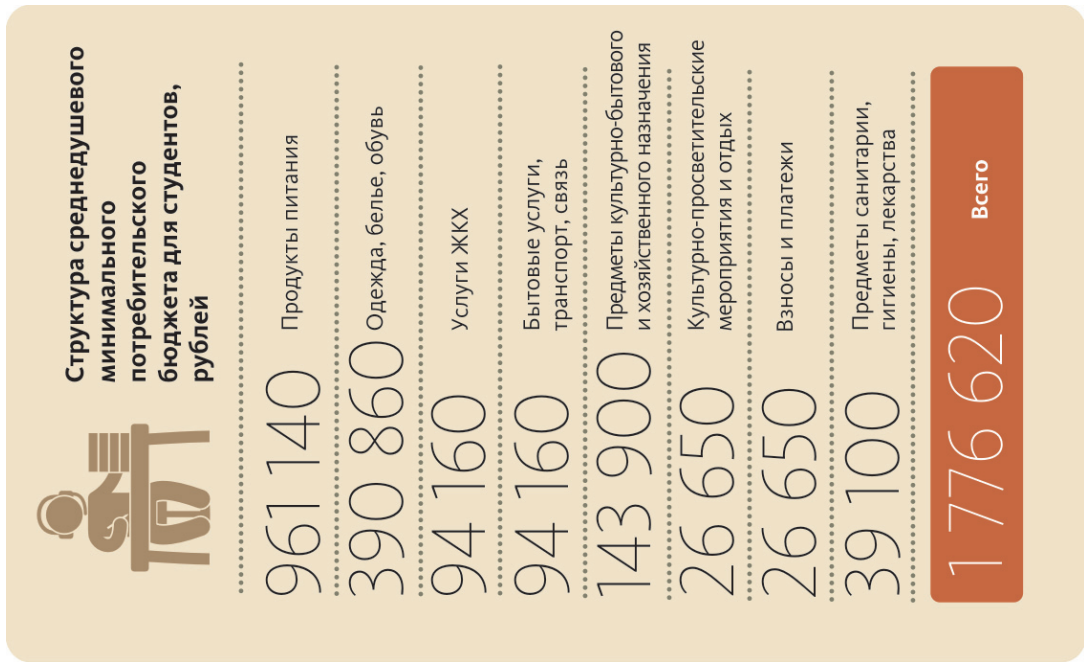 Структура среднедушевого
минимального
потребительского
бюджета для студентов,
рублей
961 140
Продукты питания
390 860
Одежда, белье, обувь
94 160
Услуги ЖКХ
94 160
Бытовые услуги,
транспорт, связь
143 900
Предметы культурно-бытового
и хозяйственного назначения
26 650
Культурно-просветительские
мероприятия и отдых
26 650
Взносы и платежи
39 100
Предметы санитарии,
гигиены, лекарства
1 776 620
Всего